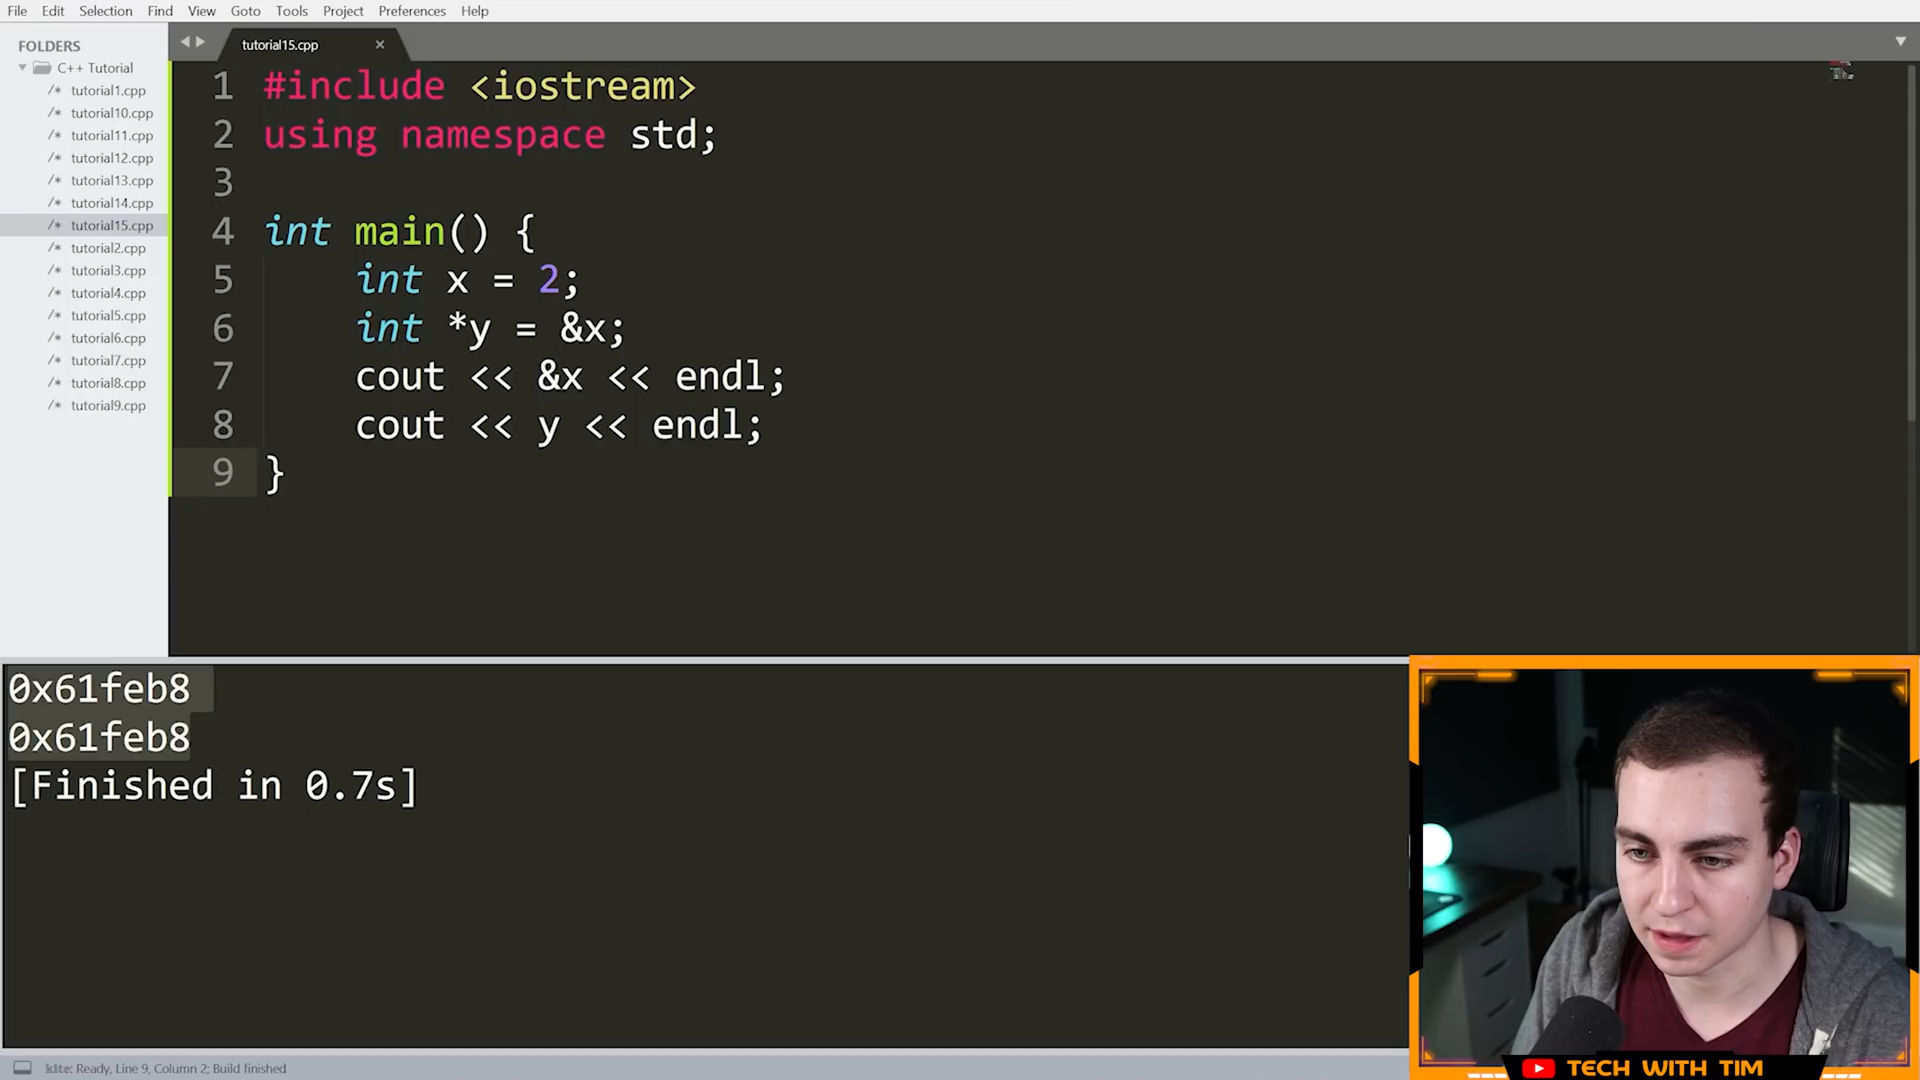 File Edit Selection Find View Goto Tools Project Preferences Help
FOLDERS
C++ Tutorial
/* tutorial1.cpp
/* tutorial10.cpp
/* tutorial11.cpp
/* tutorial12.cpp
/* tutorial13.cpp
/* tutorial14.cpp
/* tutorial15.cpp
/* tutorial2.cpp
/* tutorial3.cpp
/* tutorial4.cpp
/* tutorial5.cpp
/* tutorial6.cpp
/* tutorial7.cpp
/* tutorial8.cpp
/* tutorial9.cpp
tutorial15.cpp ×
1 #include <iostream>
2 using namespace std;
3
4 int main() {
5 int x = 2;
6 int *y = &x;
7 cout << &x << endl;
8 cout << y << endl;
9 }
0x61feb8
0x61feb8
[Finished in 0.7s]
kite: Ready, Line 9, Column 2; Build finished
TECH WITH TIM